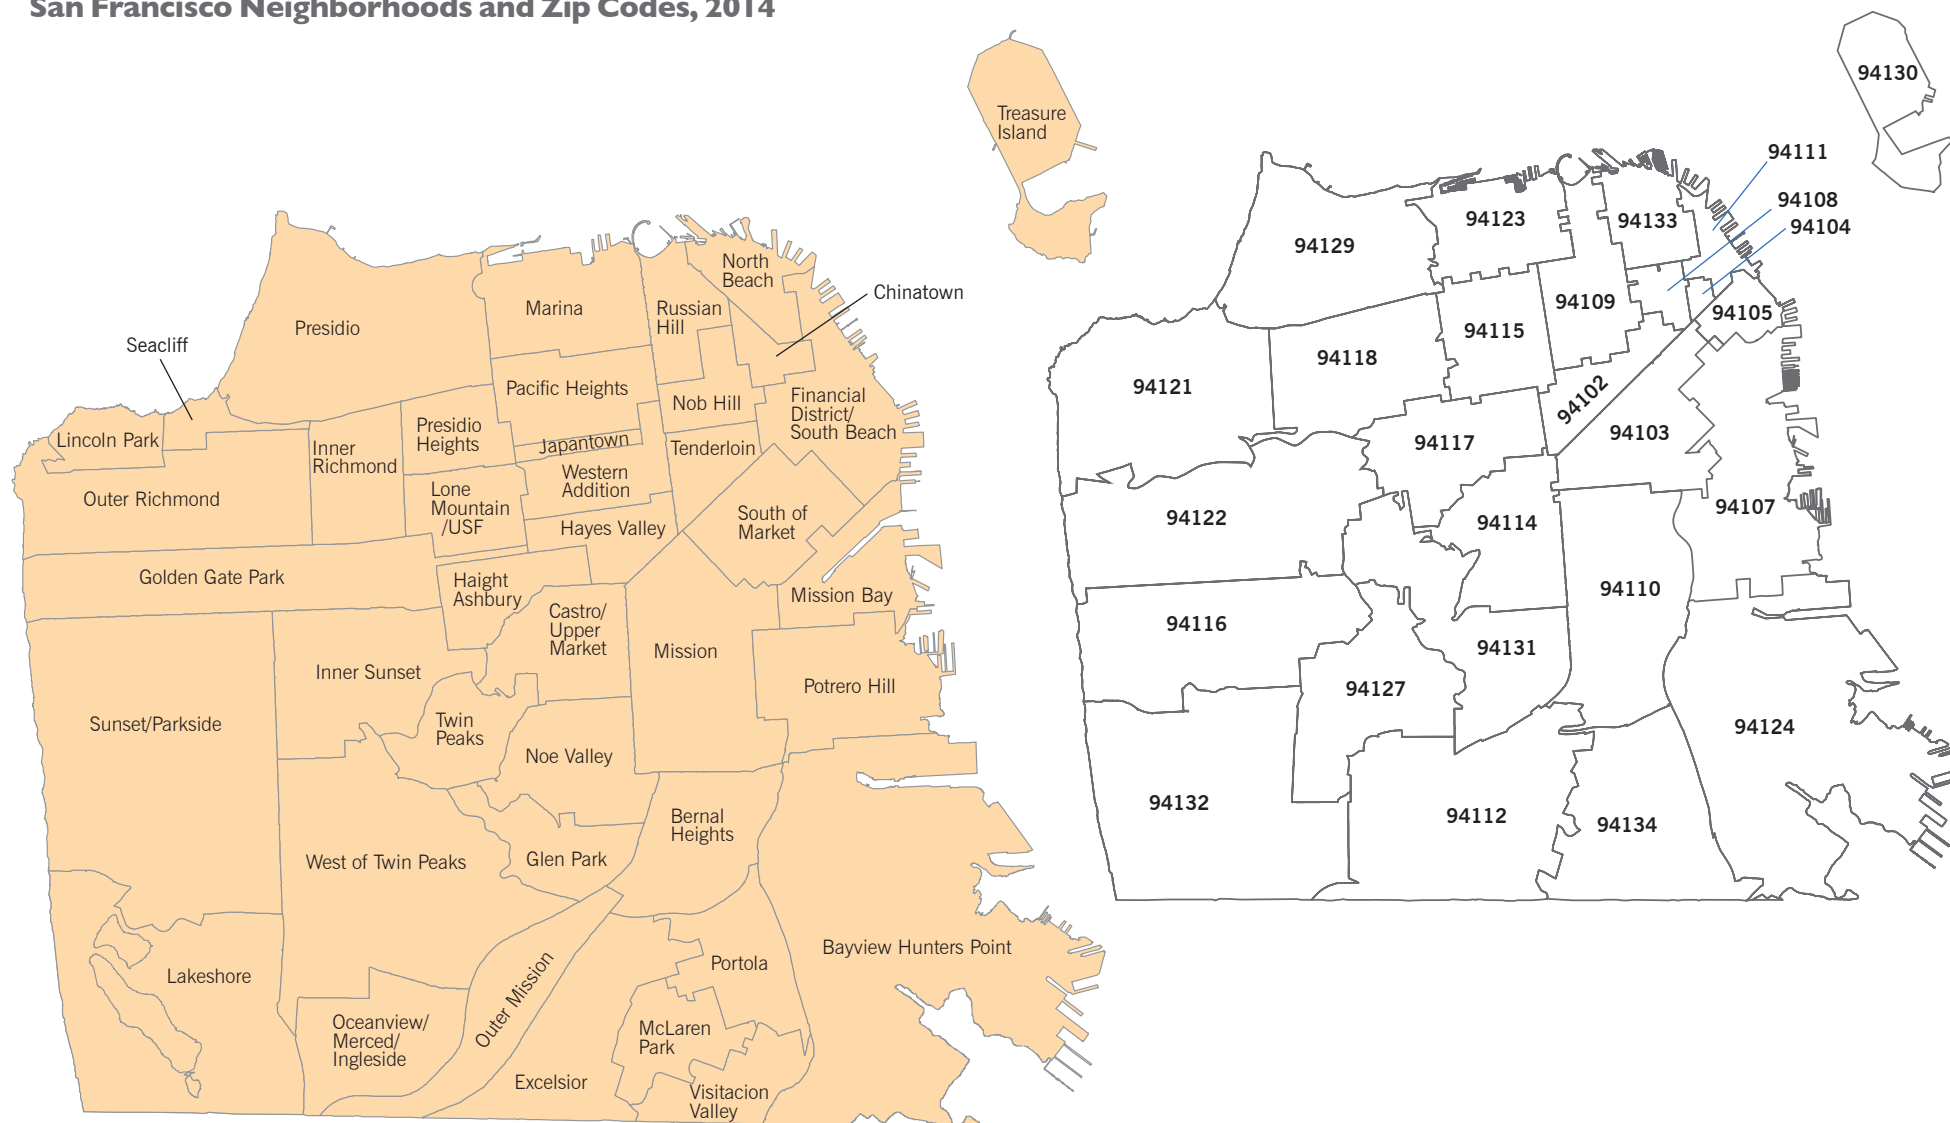 San Francisco Neighborhoods and Zip Codes, 2014
Treasure
Island
North
Beach
Chinatown
Marina
Russian
Hill
Presidio
Seacliff
Pacific Heights
Nob Hill
Financial
District/
South Beach
Lincoln Park
Inner
Richmond
Presidio
Heights
Japantown
Tenderloin
Outer Richmond
Lone
Mountain
/USF
Western
Addition
Hayes Valley
South of
Market
Golden Gate Park
Haight
Ashbury
Castro/
Upper
Market
Mission Bay
Mission
Inner Sunset
Potrero Hill
Sunset/Parkside
Twin
Peaks
Noe Valley
Bernal
Heights
West of Twin Peaks
Glen Park
Lakeshore
Outer Mission
Portola
Bayview Hunters Point
Oceanview/
Merced/
Ingleside
McLaren
Park
Excelsior
Visitacion
Valley
94130
94111
94108
94104
94123
94133
94129
94109
94105
94115
94118
94121
94102
94103
94117
94107
94122
94114
94110
94116
94131
94127
94124
94132
94112
94134